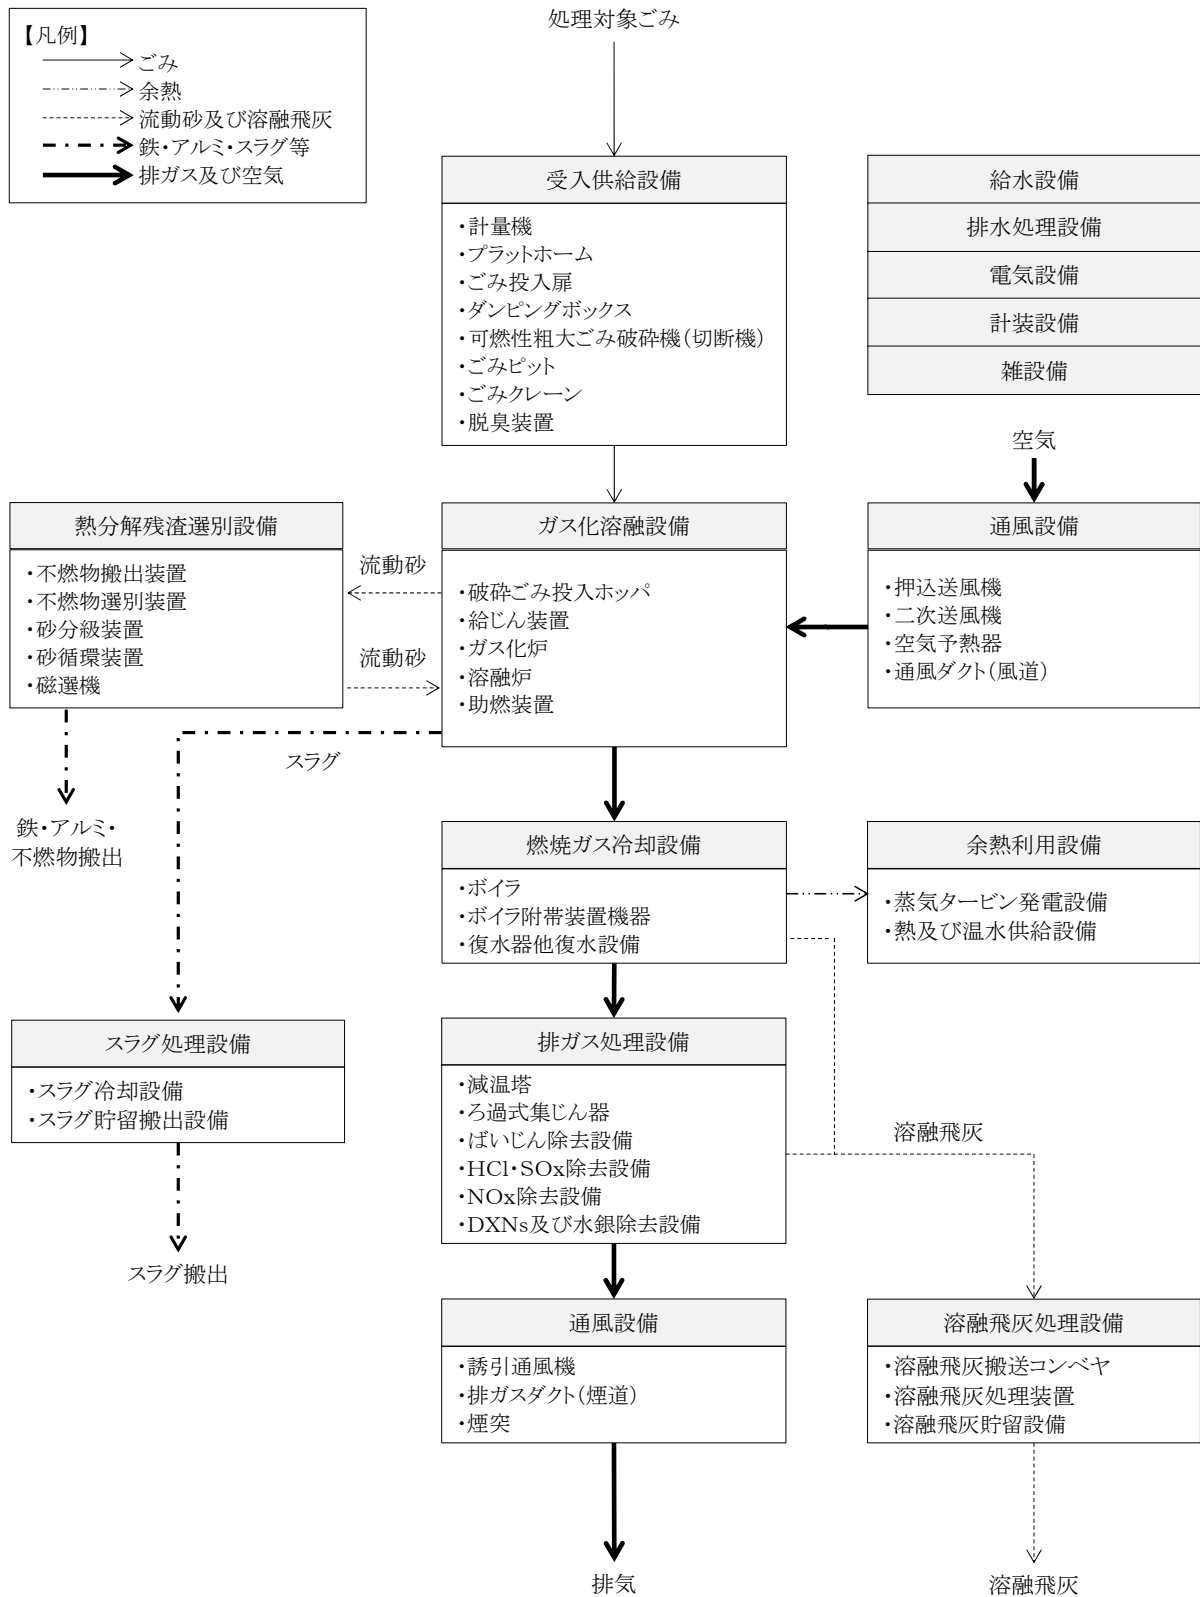 処理対象ごみ
【凡例】
ごみ
余熱
流動砂及び溶融飛灰
鉄・アルミ・スラグ等
排ガス及び空気
受入供給設備
・計量機
・プラットホーム
・ごみ投入扉
・ダンピングボックス
・可燃性粗大ごみ破砕機(切断機)
・ごみピット
・ごみクレーン
・脱臭装置
給水設備
排水処理設備
電気設備
計装設備
雑設備
空気
熱分解残渣選別設備
・不燃物搬出装置
・不燃物選別装置
・砂分級装置
・砂循環装置
・磁選機
流動砂
流動砂
ガス化溶融設備
・破砕ごみ投入ホッパ
・給じん装置
・ガス化炉
・溶融炉
・助燃装置
通風設備
・押込送風機
・二次送風機
・空気予熱器
・通風ダクト(風道)
スラグ
鉄・アルミ・
不燃物搬出
燃焼ガス冷却設備
・ボイラ
・ボイラ附帯装置機器
・復水器他復水設備
余熱利用設備
・蒸気タービン発電設備
・熱及び温水供給設備
スラグ処理設備
・スラグ冷却設備
・スラグ貯留搬出設備
排ガス処理設備
・減温塔
・ろ過式集じん器
・ばいじん除去設備
・HCl・SOx除去設備
・NOx除去設備
・DXNs及び水銀除去設備
溶融飛灰
スラグ搬出
通風設備
・誘引通風機
・排ガスダクト(煙道)
・煙突
溶融飛灰処理設備
・溶融飛灰搬送コンベヤ
・溶融飛灰処理装置
・溶融飛灰貯留設備
排気
溶融飛灰